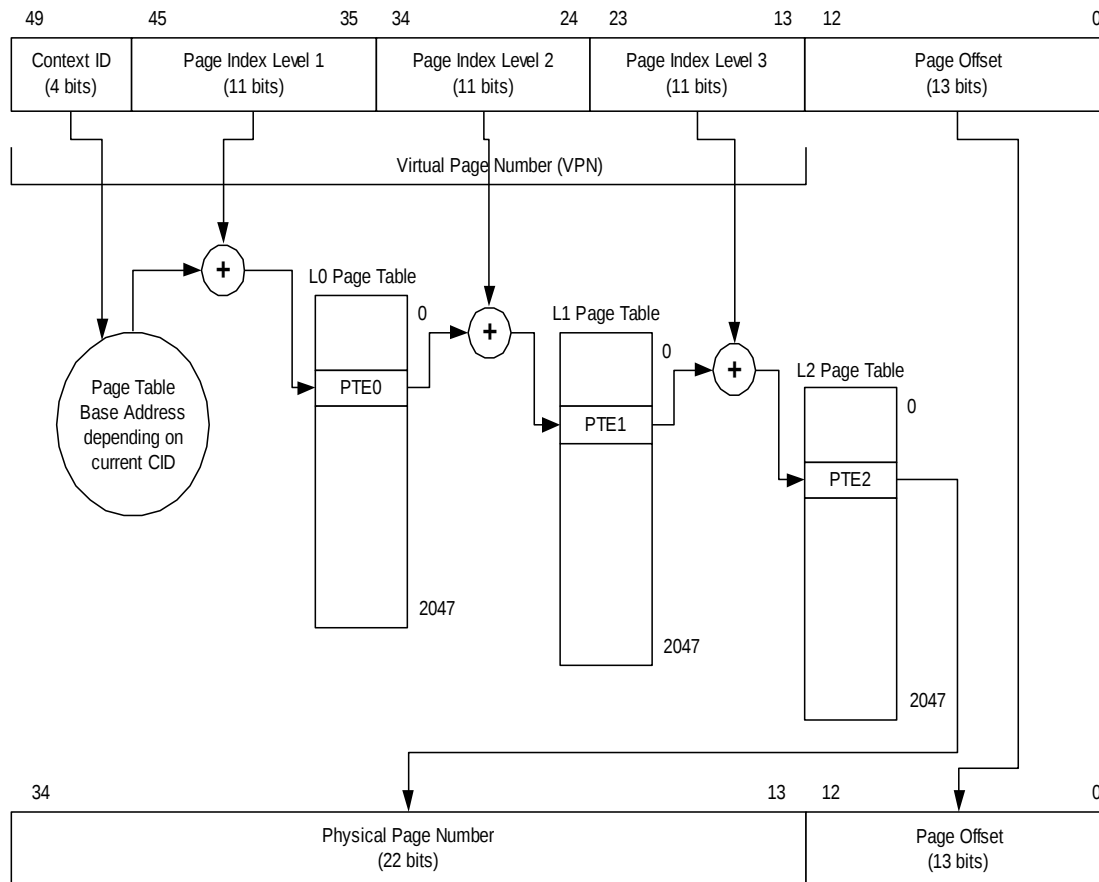 49 45 35 34 24 23 13 12 0
Context ID
(4 bits)
Page Index Level 1
(11 bits)
Page Index Level 2
(11 bits)
Page Index Level 3
(11 bits)
Page Offset
(13 bits)
Virtual Page Number (VPN)
+
L0 Page Table
0
PTE0
2047
+
L1 Page Table
0
PTE1
2047
+
L2 Page Table
0
PTE2
2047
Page Table
Base Address
depending on
current CID
34 13 12 0
Physical Page Number
(22 bits)
Page Offset
(13 bits)